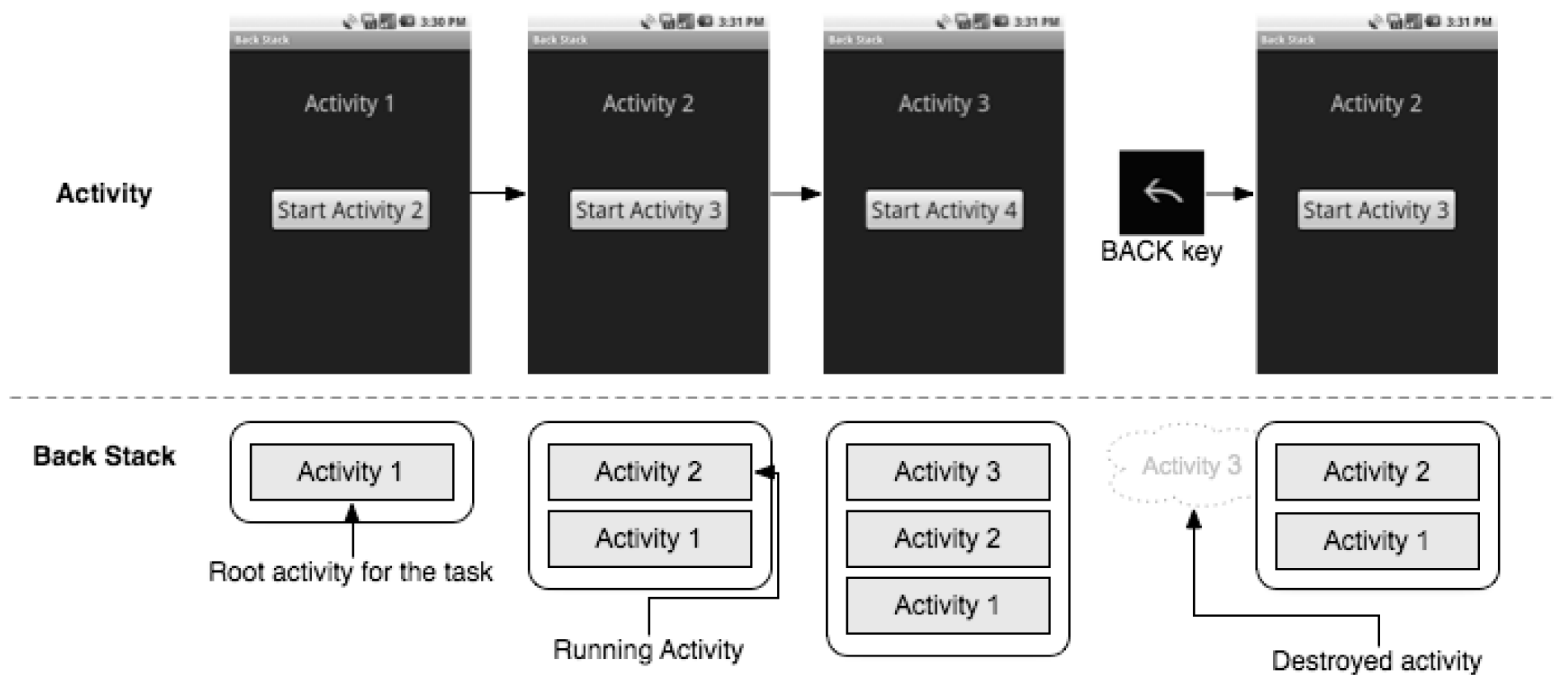 3:30 PM
Back Stack
Activity 1
Start Activity 2
3:31 PM
Back Stack
Activity 2
Start Activity 3
3:31 PM
Back Stack
Activity 3
Start Activity 4
3:31 PM
Back Stack
Activity 2
Start Activity 3
Activity
BACK key
Back Stack
Activity 1
Root activity for the task
Activity 2
Activity 1
Running Activity
Activity 3
Activity 2
Activity 1
Activity 3
Activity 2
Activity 1
Destroyed activity